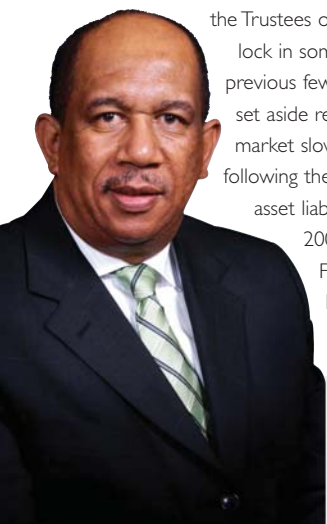 the Trustees o
lock in son
previous few
set aside re
market slov
following the
asset liab
200
F